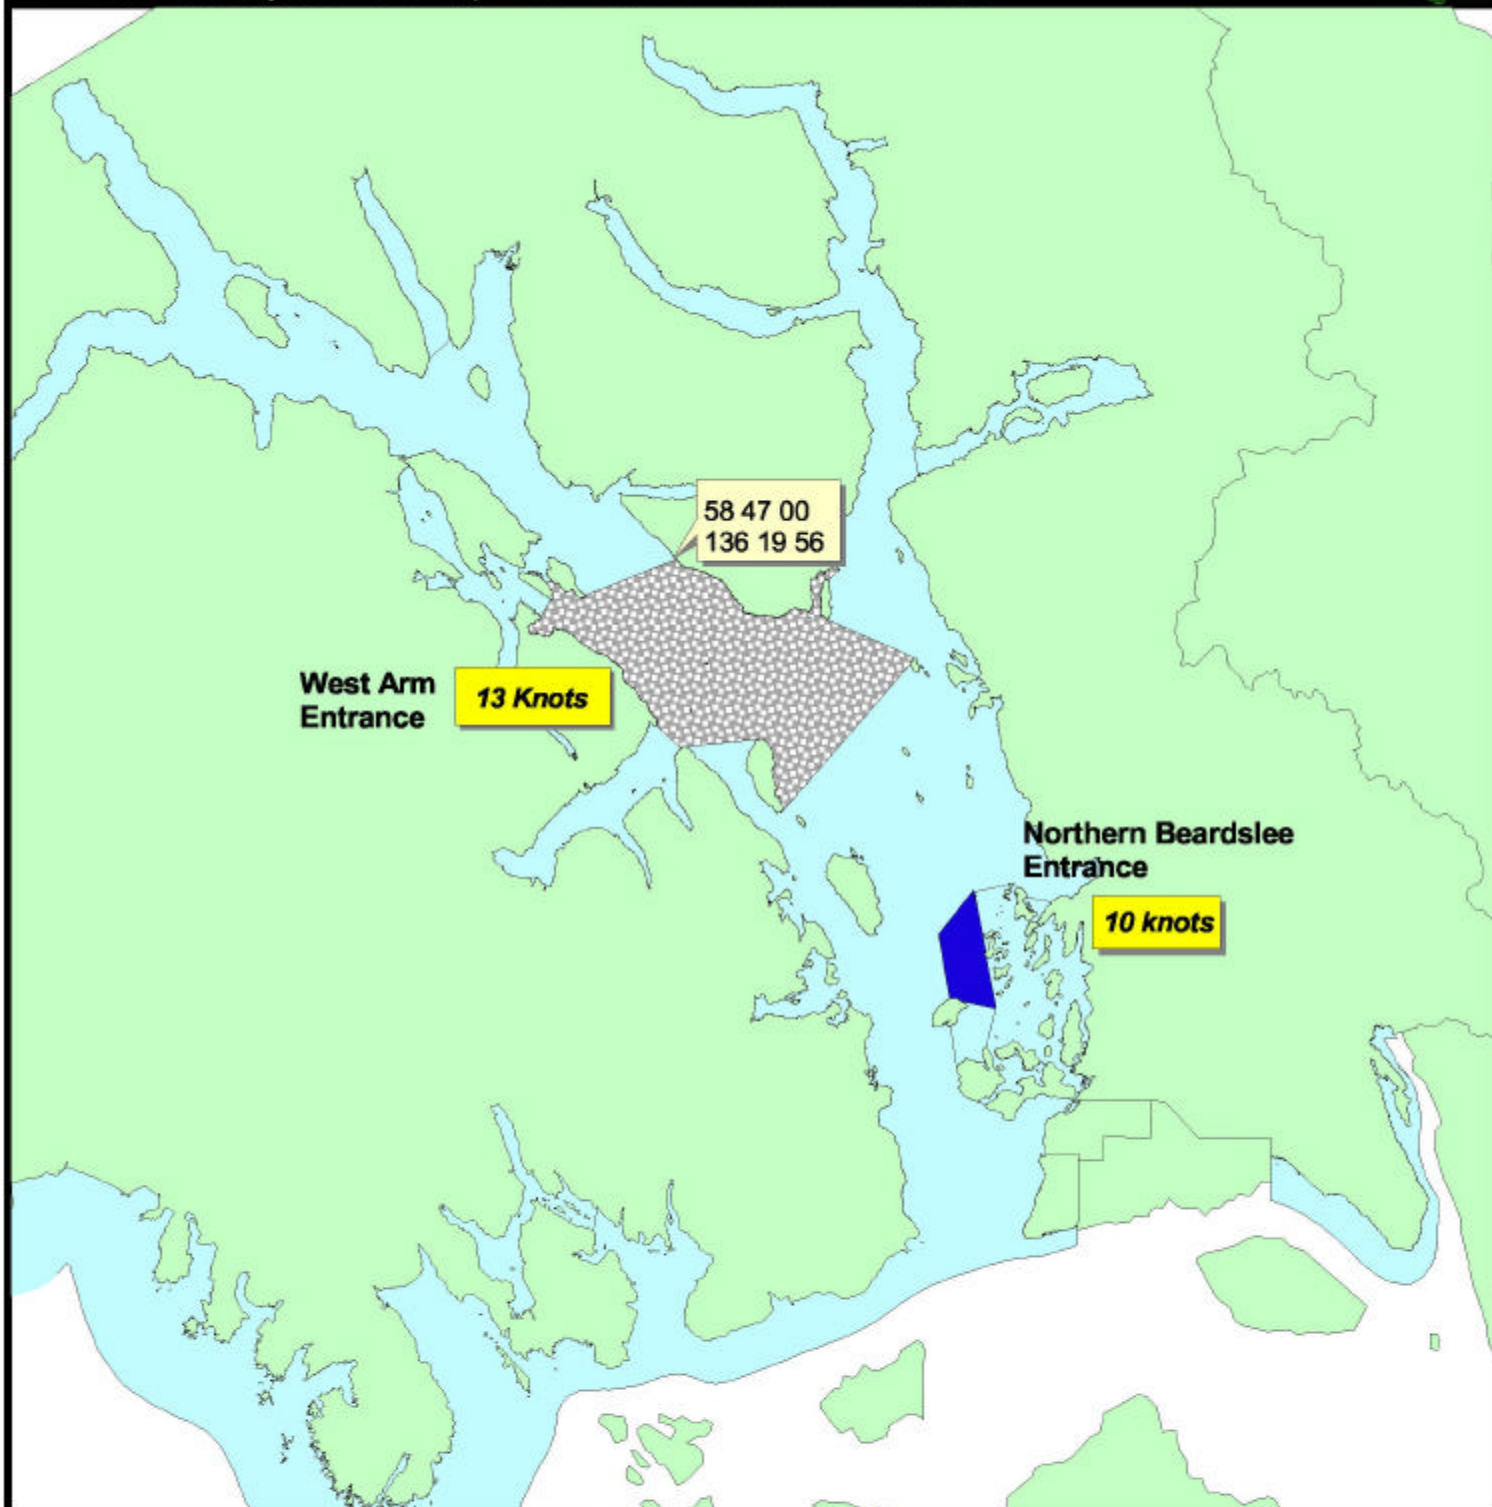 58 47 00
136 19 56
West Arm
Entrance
13 Knots
Northern Beardslee
Entrance
10 knots